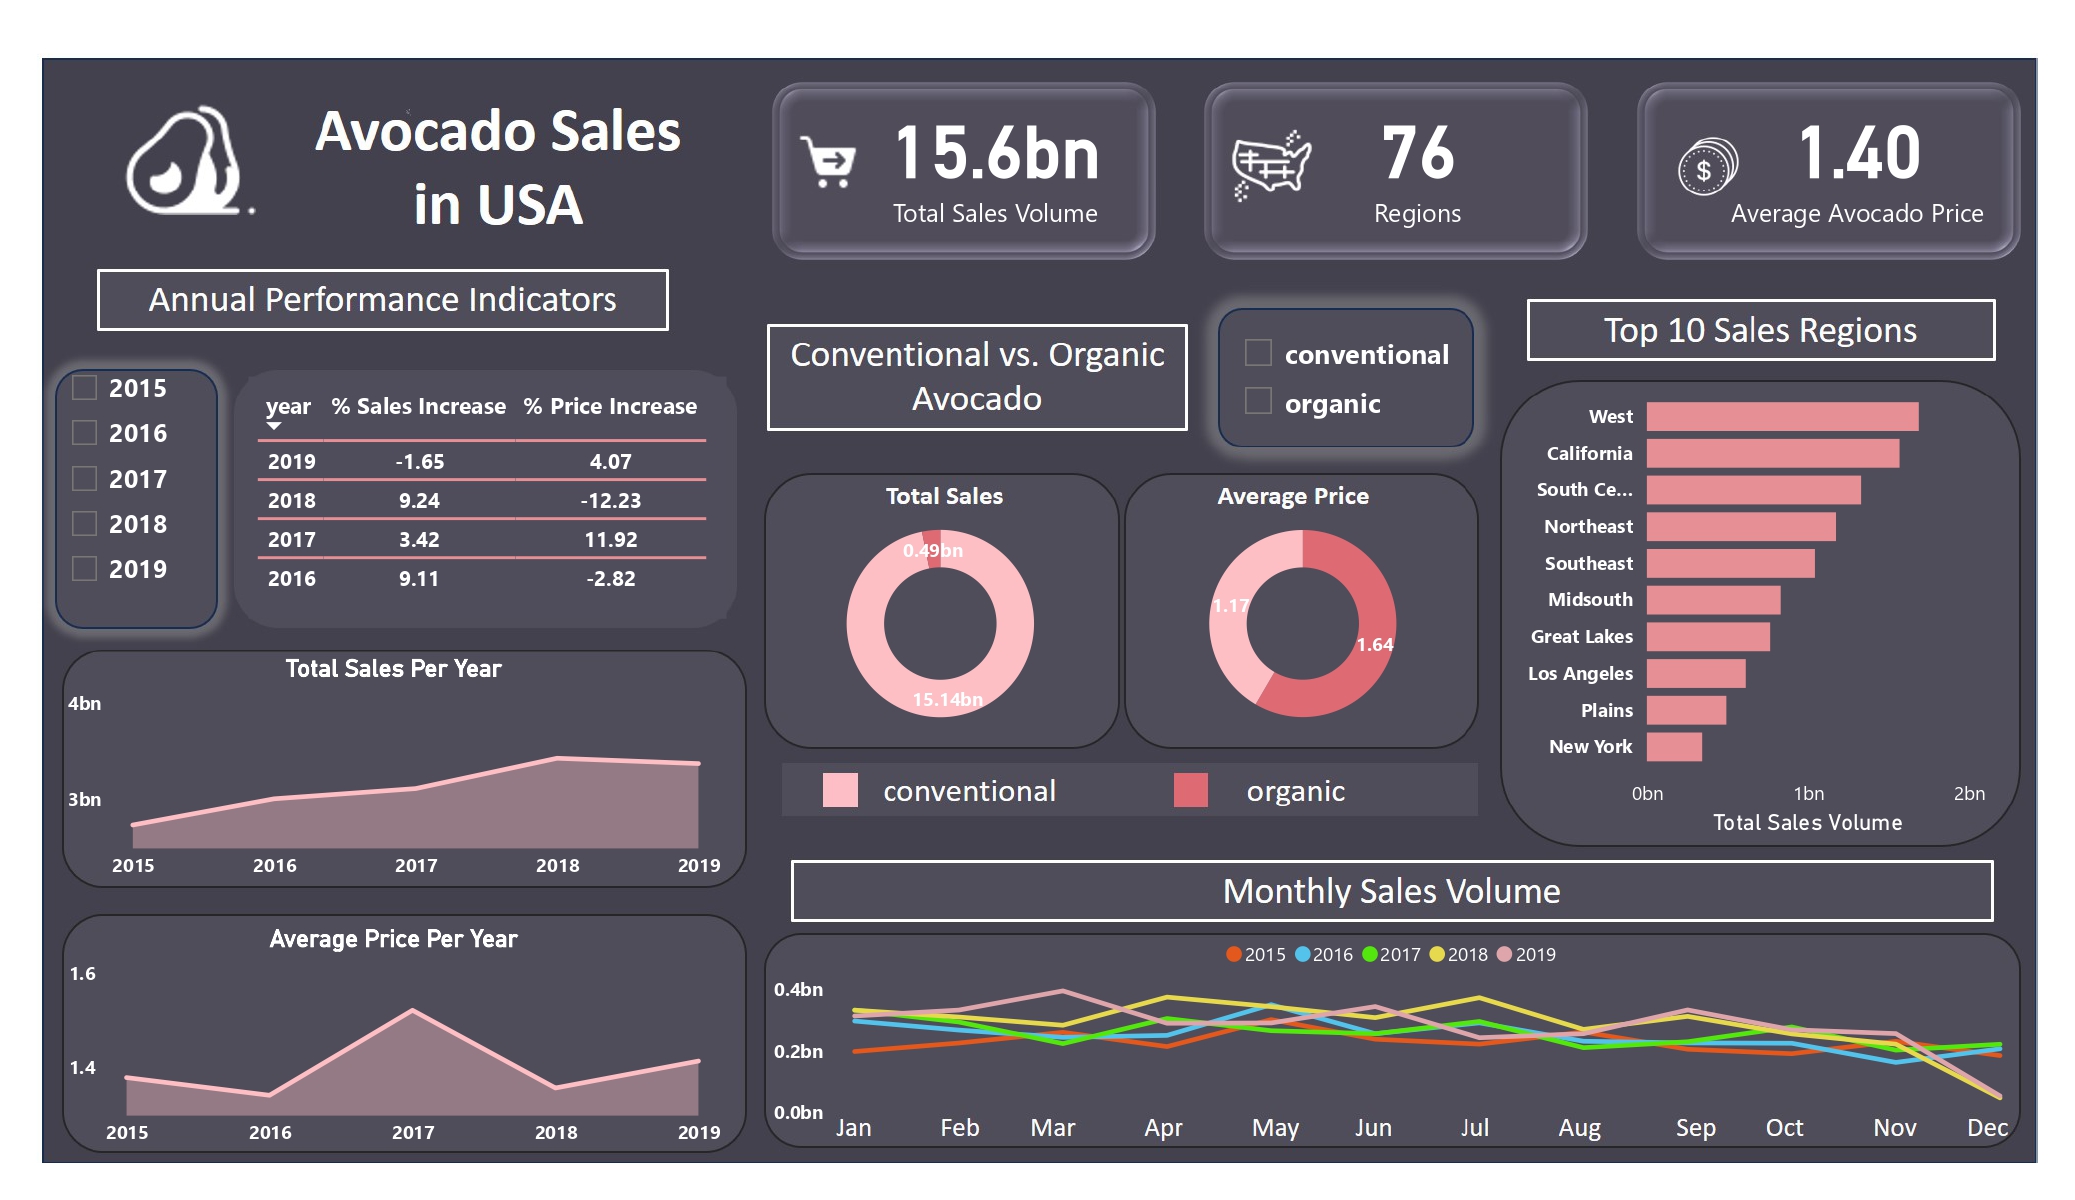 Avocado Sales
in USA
15.6bn
Total Sales Volume
76
Regions
$
1.40
Average Avocado Price
Annual Performance Indicators
2015
2016
2017
2018
2019
year % Sales Increase % Price Increase
2019 -1.65 4.07
2018 9.24 -12.23
2017 3.42 11.92
2016 9.11 -2.82
Total Sales Per Year
4bn
3bn
2015 2016 2017 2018 2019
Average Price Per Year
1.6
1.4
2015 2016 2017 2018 2019
Conventional vs. Organic
Avocado
conventional
organic
Total Sales
0.49bn
15.14bn
Average Price
1.17
1.64
conventional organic
Top 10 Sales Regions
West
California
South Ce...
Northeast
Southeast
Midsouth
Great Lakes
Los Angeles
Plains
New York
0bn 1bn 2bn
Total Sales Volume
Monthly Sales Volume
2015 2016 2017 2018 2019
0.4bn
0.2bn
0.0bn
Jan Feb Mar Apr May Jun Jul Aug Sep Oct Nov Dec